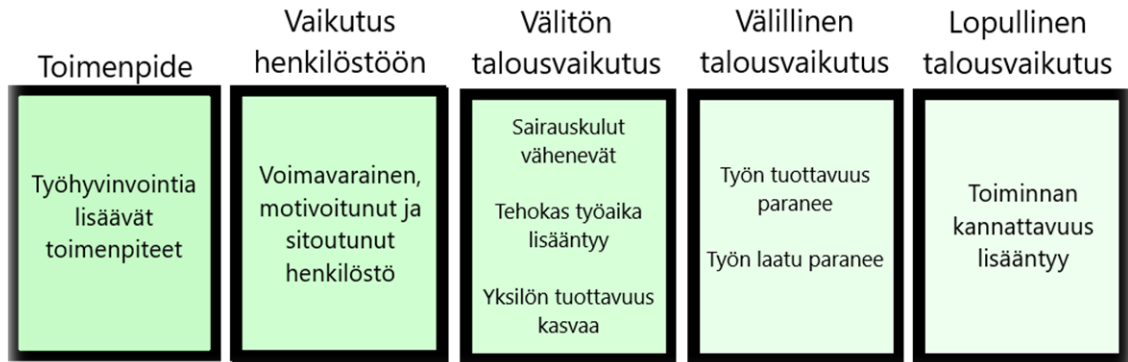 Toimenpide
Työhyvinvointia
lisäävät
toimenpiteet
Vaikutus
henkilöstöön
Voimavarainen,
motivoitunut ja
sitoutunut
henkilöstö
Välitön
talousvaikutus
Sairauskulut
vähenevät
Tehokas työaika
lisääntyy
Yksilön tuottavuus
kasvaa
Välillinen
talousvaikutus
Työn tuottavuus
paranee
Työn laatu paranee
Lopullinen
talousvaikutus
Toiminnan
kannattavuus
lisääntyy